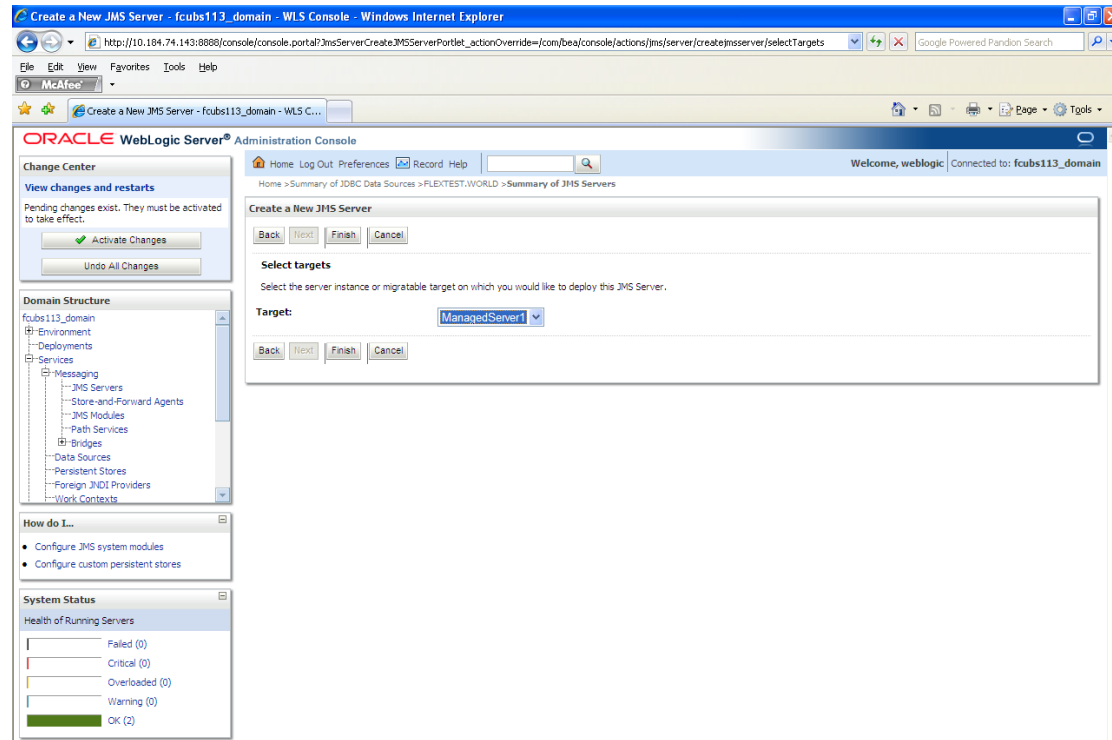 Create a New JMS Server - fcubs113_domain - WLS Console - Windows Internet Explorer
http://10.184.74.143:8888/console/console.portal?JmsServerCreateJMSServerPortlet_actionOverride=/com/bea/console/actions/jms/server/createjmsserver/selectTargets
Google Powered Pandion Search
File Edit View Favorites Tools Help
McAfee
Create a New JMS Server - fcubs113_domain - WLS C...
Page Tools
ORACLE WebLogic Server® Administration Console
Change Center
View changes and restarts
Pending changes exist. They must be activated
to take effect.
Activate Changes
Undo All Changes
Domain Structure
fcubs113_domain
Environment
Deployments
Services
Messaging
JMS Servers
Store-and-Forward Agents
JMS Modules
Path Services
Bridges
Data Sources
Persistent Stores
Foreign JNDI Providers
Work Contexts
How do I...
Configure JMS system modules
Configure custom persistent stores
System Status
Health of Running Servers
Failed (0)
Critical (0)
Overloaded (0)
Warning (0)
OK (2)
Home Log Out Preferences Record Help
Welcome, weblogic Connected to: fcubs113_domain
Home >Summary of JDBC Data Sources >FLEXTEST.WORLD >Summary of JMS Servers
Create a New JMS Server
Back Next Finish Cancel
Select targets
Select the server instance or migratable target on which you would like to deploy this JMS Server.
Target: ManagedServer1
Back Next Finish Cancel